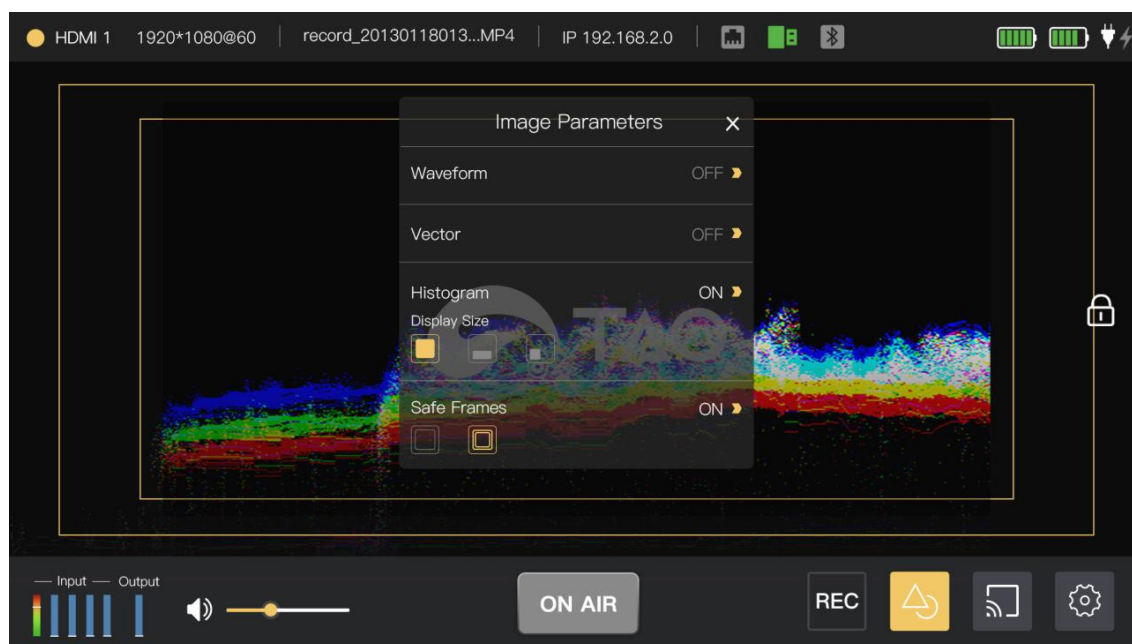 HDMI 1 1920*1080@60 record_20130118013...MP4 IP 192.168.2.0
Image Parameters
Waveform OFF
Vector OFF
Histogram ON
Display Size
TAO
Safe Frames ON
Input Output
ON AIR
REC